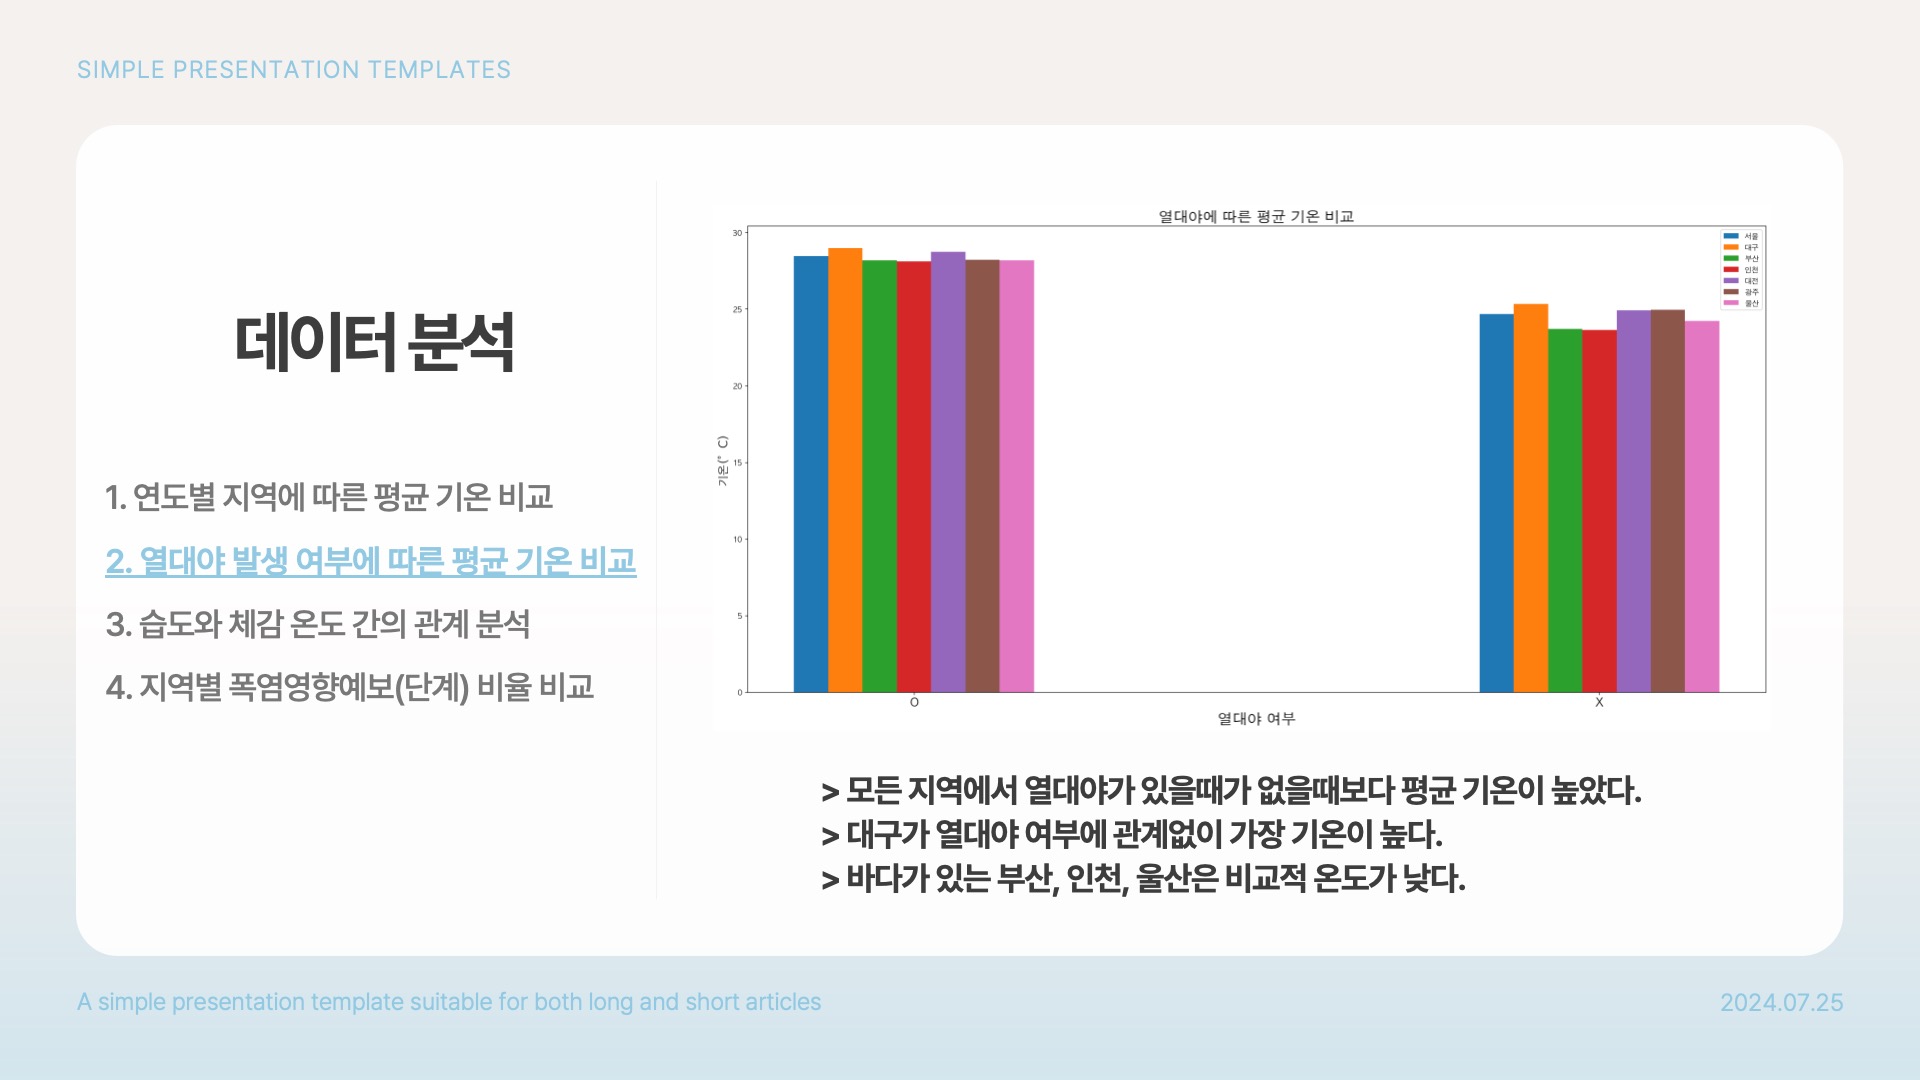 SIMPLE PRESENTATION TEMPLATES
데이터 분석
1. 연도별 지역에 따른 평균 기온 비교
2. 열대야 발생 여부에 따른 평균 기온 비교
3. 습도와 체감 온도 간의 관계 분석
4. 지역별 폭염영향예보(단계) 비율 비교
열대야에 따른 평균 기온 비교
30
25
20
15
10
5
0
기온(° C)
서울
대구
부산
인천
대전
광주
울산
O
X
열대야 여부
> 모든 지역에서 열대야가 있을때가 없을때보다 평균 기온이 높았다.
> 대구가 열대야 여부에 관계없이 가장 기온이 높다.
> 바다가 있는 부산, 인천, 울산은 비교적 온도가 낮다.
A simple presentation template suitable for both long and short articles
2024.07.25